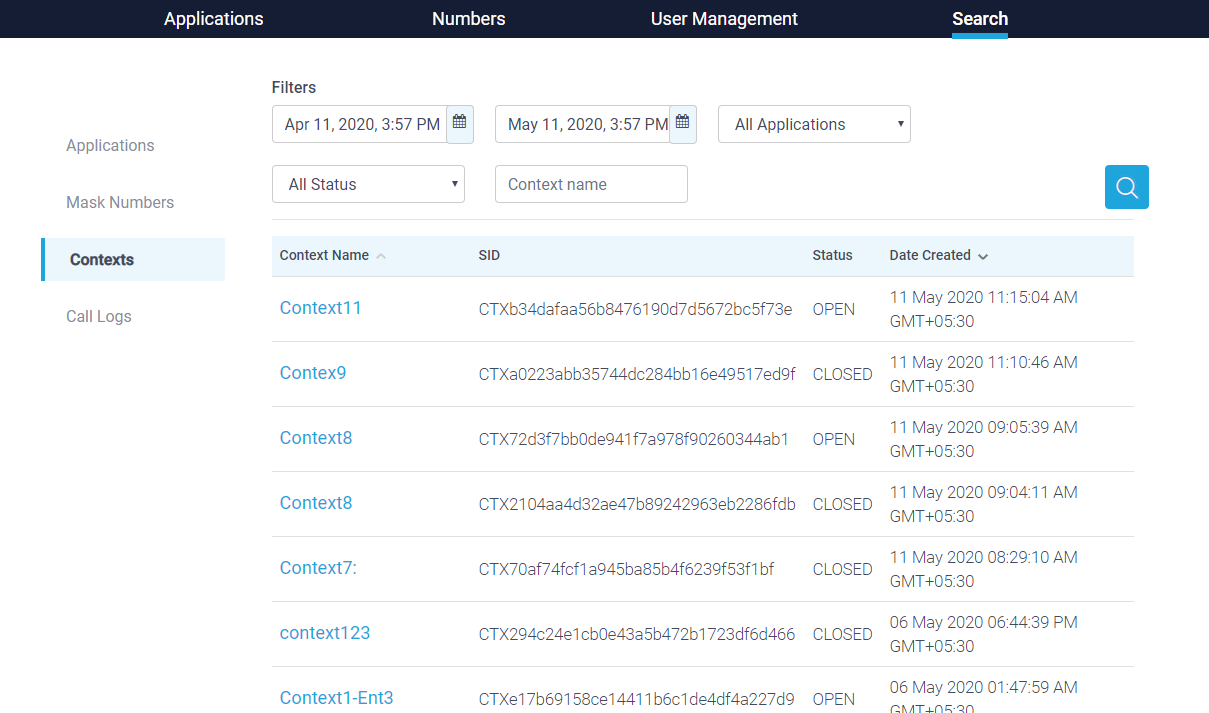 Applications Numbers User Management Search
Filters
Apr 11, 2020, 3:57 PM May 11, 2020, 3:57 PM All Applications
Applications
All Status Context name
Mask Numbers
Context Name SID Status Date Created
Contexts
Context11 CTXb34dafaa56b8476190d7d5672bc5f73e OPEN 11 May 2020 11:15:04 AM
GMT+05:30
Call Logs
Contex9 CTXa0223abb35744dc284bb16e49517ed9f CLOSED 11 May 2020 11:10:46 AM
GMT+05:30
Context8 CTX72d3f7bb0de941f7a978f90260344ab1 OPEN 11 May 2020 09:05:39 AM
GMT+05:30
Context8 CTX2104aa4d32ae47b89242963eb2286fdb CLOSED 11 May 2020 09:04:11 AM
GMT+05:30
Context7: CTX70af74fcf1a945ba85b4f6239f53f1bf CLOSED 11 May 2020 08:29:10 AM
GMT+05:30
context123 CTX294c24e1cb0e43a5b472b1723df6d466 CLOSED 06 May 2020 06:44:39 PM
GMT+05:30
Context1-Ent3 CTXe17b69158ce14411b6c1de4df4a227d9 OPEN 06 May 2020 01:47:59 AM
GMT+05:30